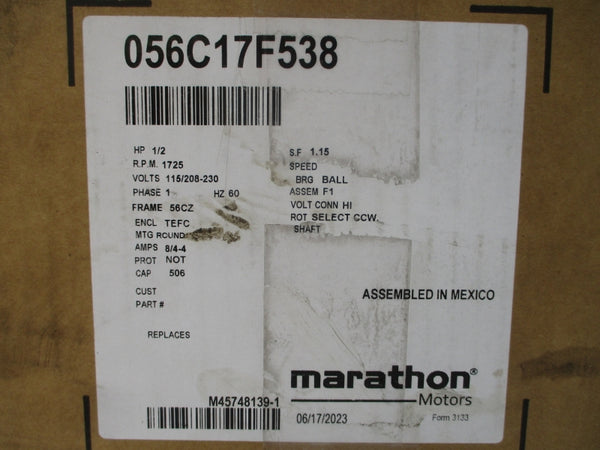 056C17F538
HP 1/2
R.P.M. 1725
VOLTS 115/208-230
PHASE 1 HZ 60
FRAME 56CZ
ENCL TEFC
MTG ROUND
AMPS 8/4-4
PROT NOT
CAP 506
CUST
PART #
REPLACES
S.F 1.15
SPEED
BRG BALL
ASSEM F1
VOLT CONN HI
ROT SELECT CCW.
SHAFT
ASSEMBLED IN MEXICO
M45748139-1
marathon®
Motors
06/17/2023 Form 3133